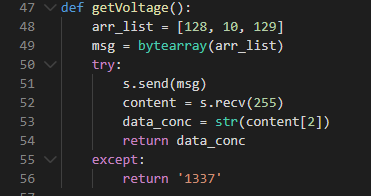 47 def getVoltage():
48     arr_list = [128, 10, 129]
49     msg = bytearray(arr_list)
50     try:
51         s.send(msg)
52         content = s.recv(255)
53         data_conc = str(content[2])
54         return data_conc
55     except:
56         return '1337'